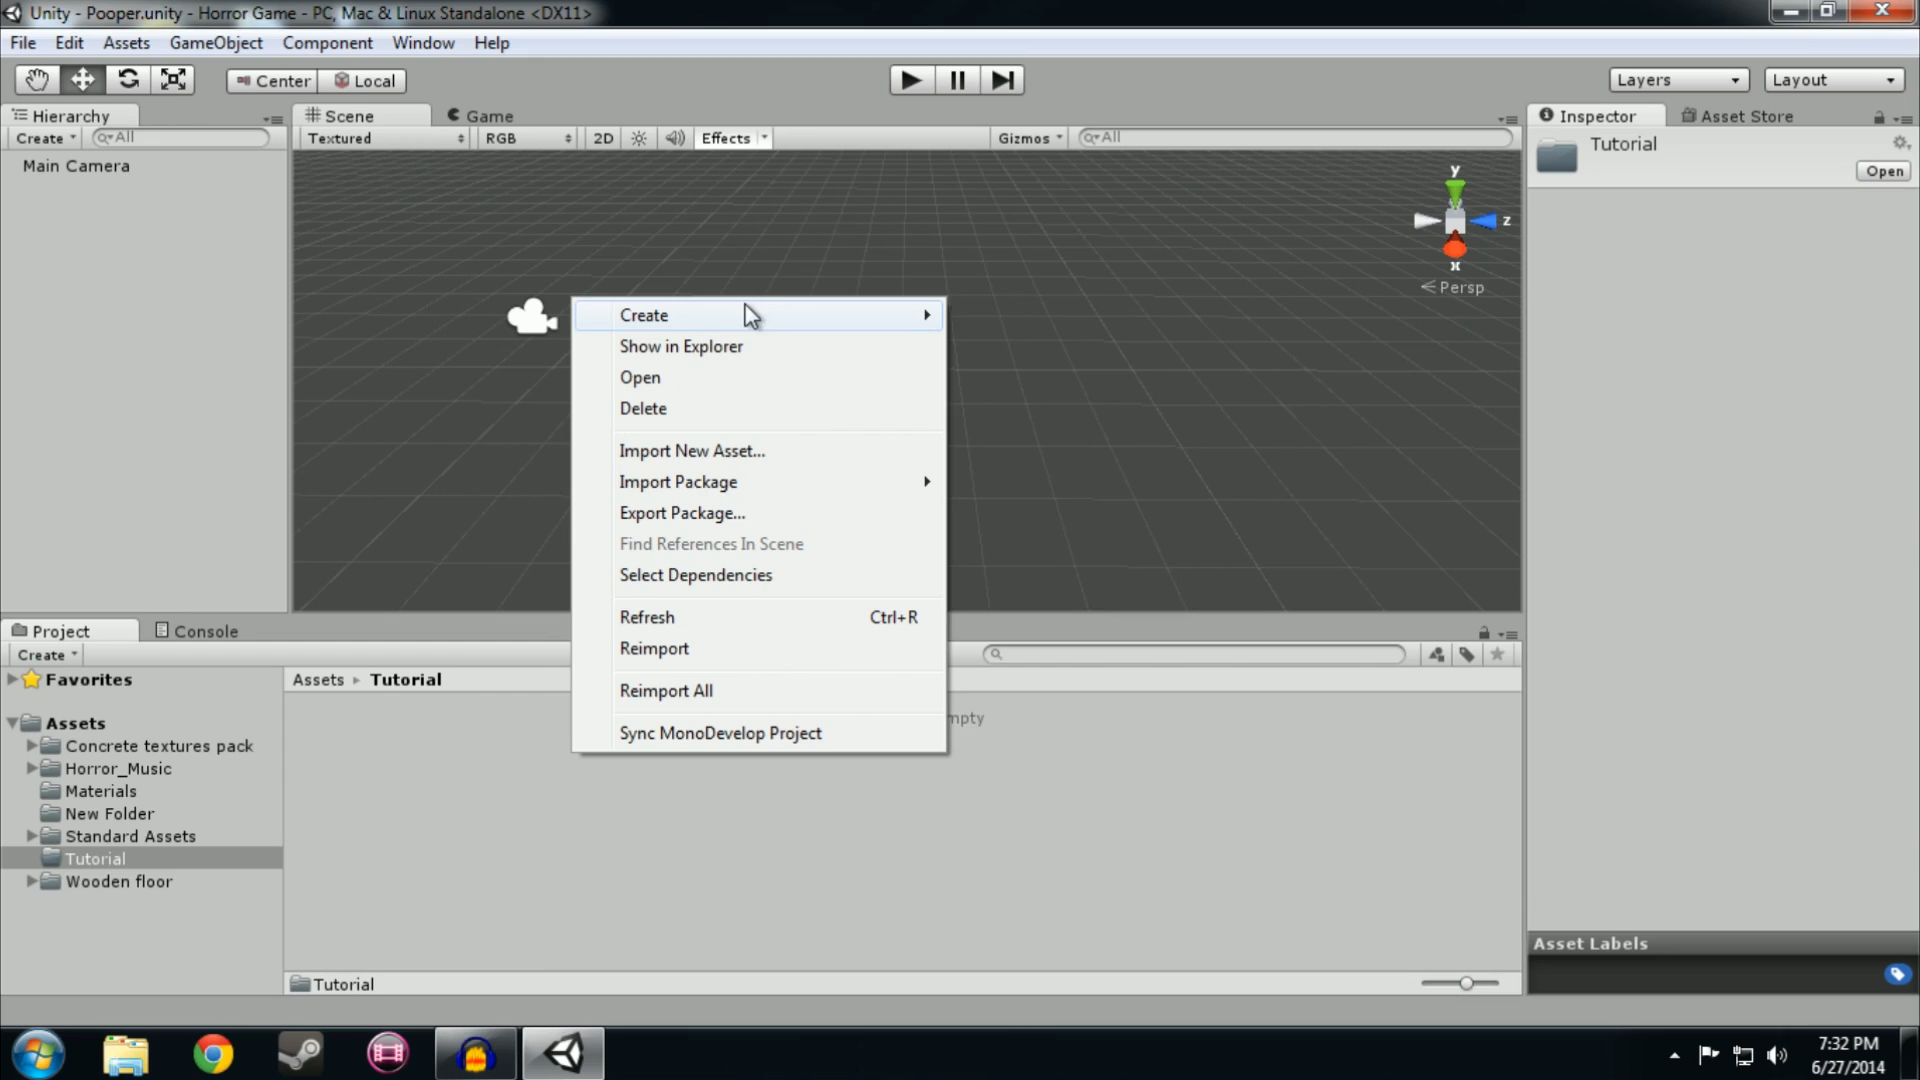 Unity - Pooper.unity - Horror Game - PC, Mac & Linux Standalone <DX11>
File Edit Assets GameObject Component Window Help
Center Local Layers Layout
Hierarchy Scene Game Inspector Asset Store
Create All Textured RGB 2D Effects Gizmos All
Tutorial
Open
Main Camera
y
z
x
Persp
Create
Show in Explorer
Open
Delete
Import New Asset...
Import Package
Export Package...
Find References In Scene
Select Dependencies
Refresh Ctrl+R
Reimport
Reimport All
Sync MonoDevelop Project
Project Console
Create
Favorites
Assets Tutorial
Assets
Concrete textures pack
Horror_Music
Materials
New Folder
Standard Assets
Tutorial
Wooden floor
Asset Labels
Tutorial
7:32 PM
6/27/2014